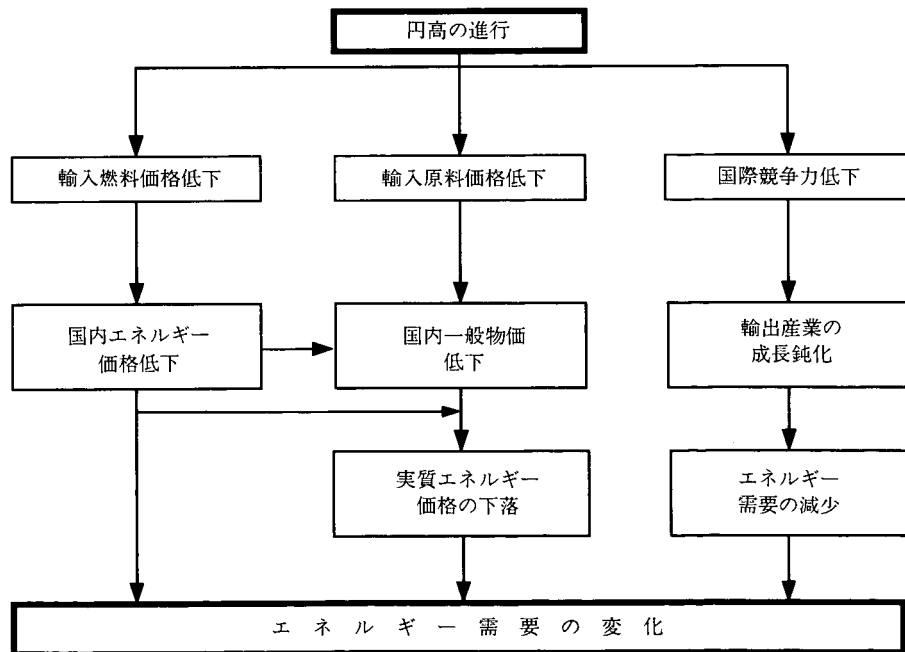 円高の進行
輸入燃料価格低下
輸入原料価格低下
国際競争力低下
国内エネルギー
価格低下
国内一般物価
低下
輸出産業の
成長鈍化
実質エネルギー
価格の下落
エネルギー
需要の減少
エネルギー需要の変化